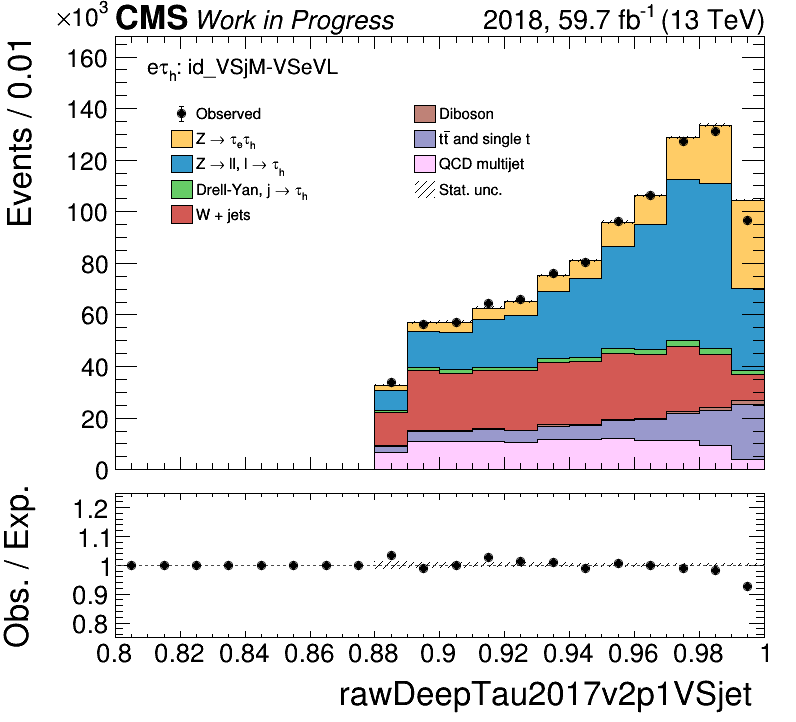 ×10³ CMS Work in Progress 2018, 59.7 fb⁻¹ (13 TeV)
Events / 0.01
160
140
120
100
80
60
40
20
0
eτₕ: id_VSjM-VSeVL
Observed
Z → τₑτₕ
Z → ll, l → τₕ
Drell-Yan, j → τₕ
W + jets
Diboson
tt̄ and single t
QCD multijet
Stat. unc.
Obs. / Exp.
1.2
1.1
1
0.9
0.8
0.8 0.82 0.84 0.86 0.88 0.9 0.92 0.94 0.96 0.98 1
rawDeepTau2017v2p1VSjet